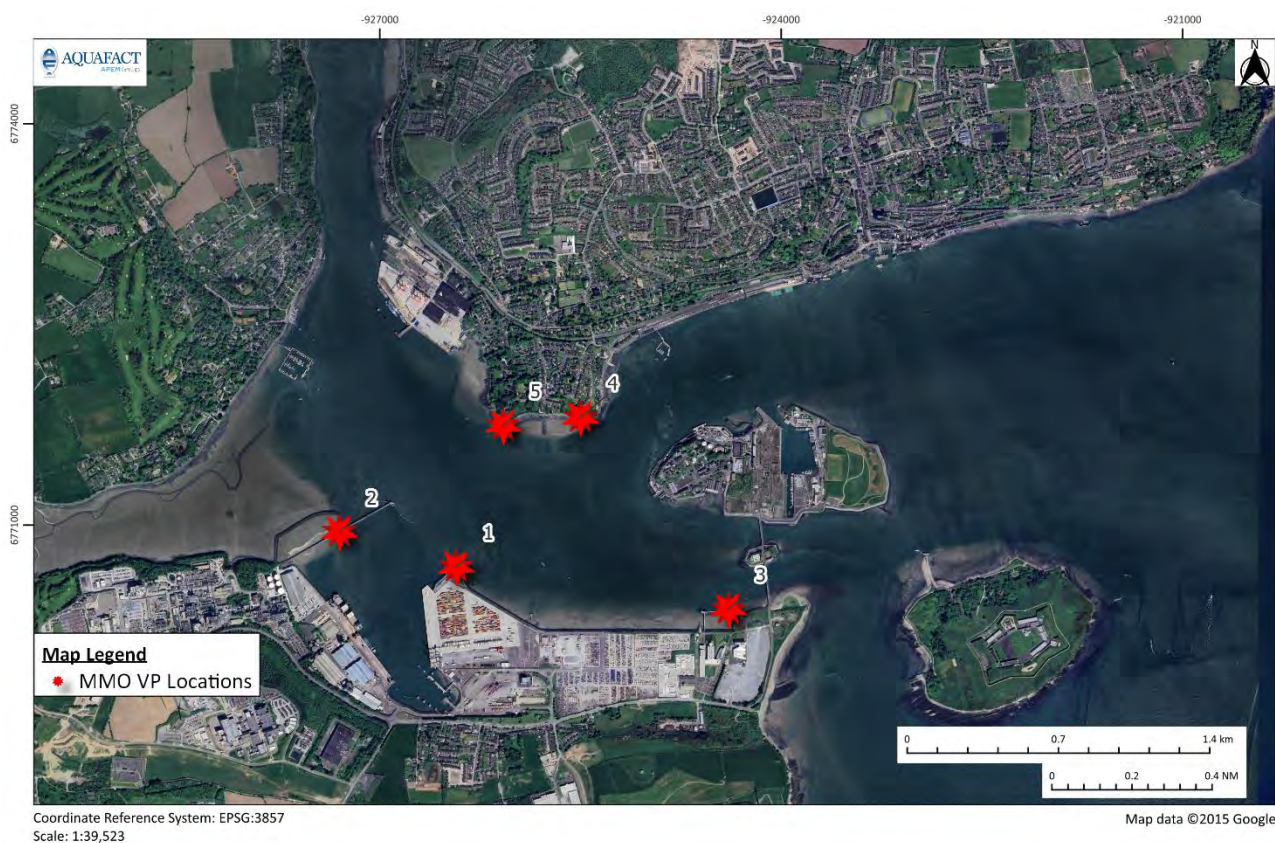 -927000
-924000
-921000
AQUAFACT
APEM Group
N
6774000
6771000
5
4
2
1
3
Map Legend
MMO VP Locations
0 0.7 1.4 km
0 0.2 0.4 NM
Coordinate Reference System: EPSG:3857
Map data ©2015 Google
Scale: 1:39,523